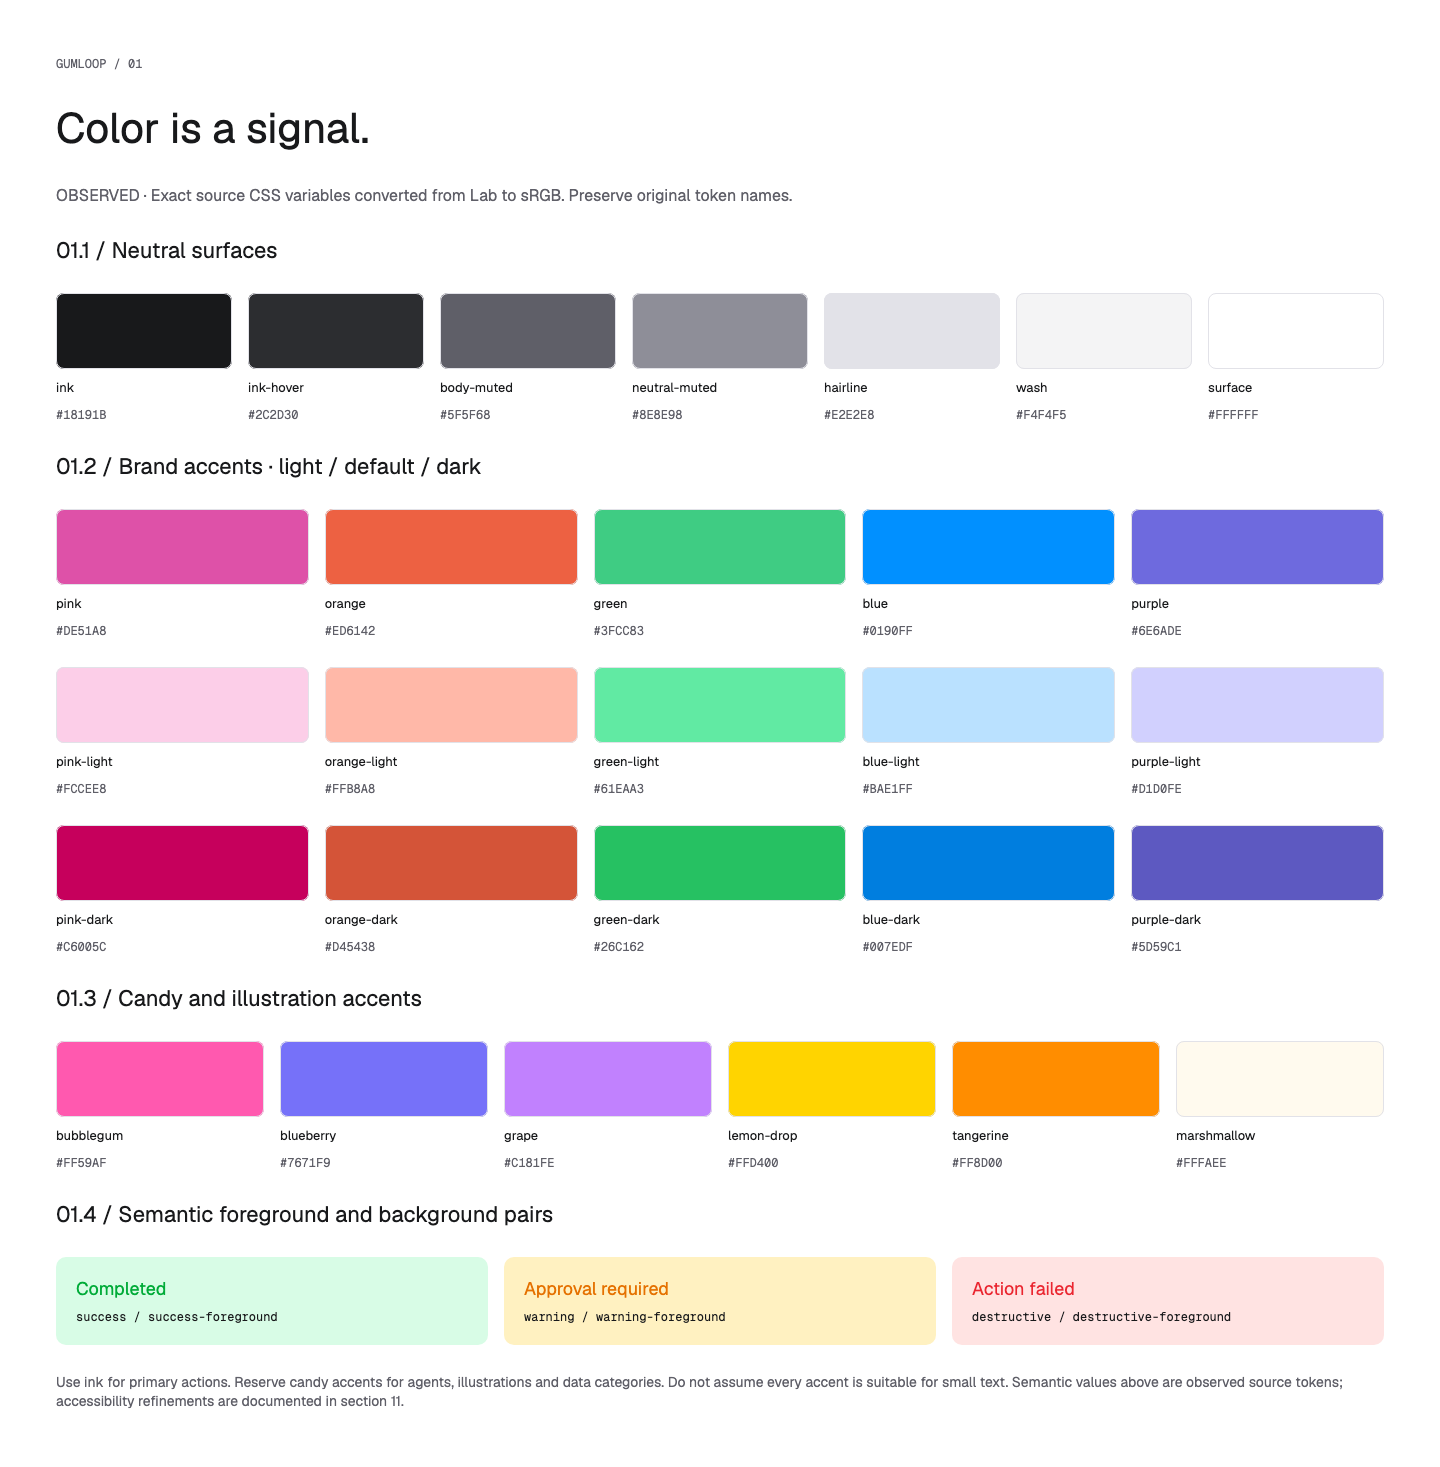 GUMLOOP / 01
Color is a signal.
OBSERVED · Exact source CSS variables converted from Lab to sRGB. Preserve original token names.
01.1 / Neutral surfaces
ink
ink-hover
body-muted
neutral-muted
hairline
wash
surface
#18191B
#2C2D30
#5F5F68
#8E8E98
#E2E2E8
#F4F4F5
#FFFFFF
01.2 / Brand accents · light / default / dark
pink
orange
green
blue
purple
#DE51A8
#ED6142
#3FCC83
#0190FF
#6E6ADE
pink-light
orange-light
green-light
blue-light
purple-light
#FCCEE8
#FFB8A8
#61EAA3
#BAE1FF
#D1D0FE
pink-dark
orange-dark
green-dark
blue-dark
purple-dark
#C6005C
#D45438
#26C162
#007EDF
#5D59C1
01.3 / Candy and illustration accents
bubblegum
blueberry
grape
lemon-drop
tangerine
marshmallow
#FF59AF
#7671F9
#C181FE
#FFD400
#FF8D00
#FFFAEE
01.4 / Semantic foreground and background pairs
Completed
success / success-foreground
Approval required
warning / warning-foreground
Action failed
destructive / destructive-foreground
Use ink for primary actions. Reserve candy accents for agents, illustrations and data categories. Do not assume every accent is suitable for small text. Semantic values above are observed source tokens;
accessibility refinements are documented in section 11.